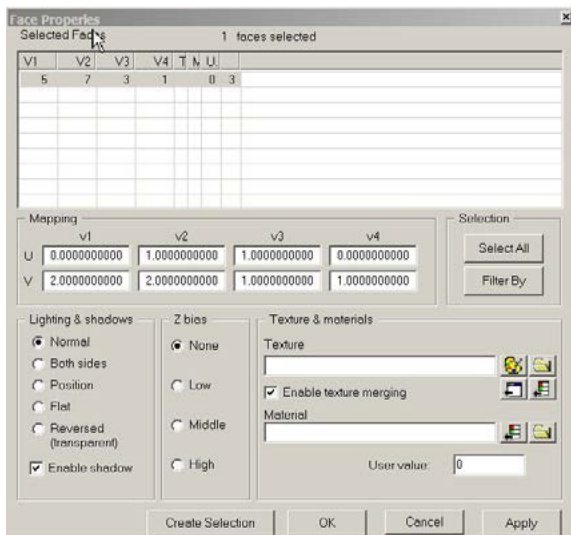 Face Properies
Selected Faces 1 faces selected
V1 V2 V3 V4 T M U.
5 7 3 1 0 3
Mapping
v1 v2 v3 v4
U 0.0000000000 1.0000000000 1.0000000000 0.0000000000
V 2.0000000000 2.0000000000 1.0000000000 1.0000000000
Selection
Select All
Filter By
Lighting & shadows
Normal
Both sides
Position
Flat
Reversed
(transparent)
Enable shadow
Z bias
None
Low
Middle
High
Texture & materials
Texture
Enable texture merging
Material
User value: 0
Create Selection OK Cancel Apply